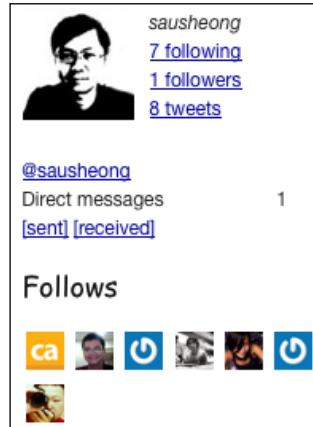 sausheong
7 following
1 followers
8 tweets
@sausheong
Direct messages 1
[sent] [received]
Follows
ca